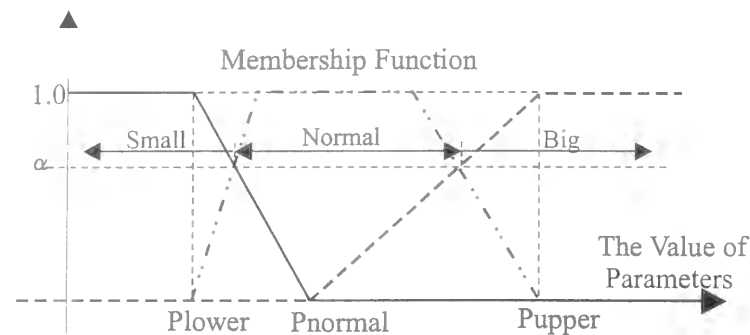 Membership Function
1.0
Small Normal Big
α
The Value of
Parameters
Plower Pnormal Pupper